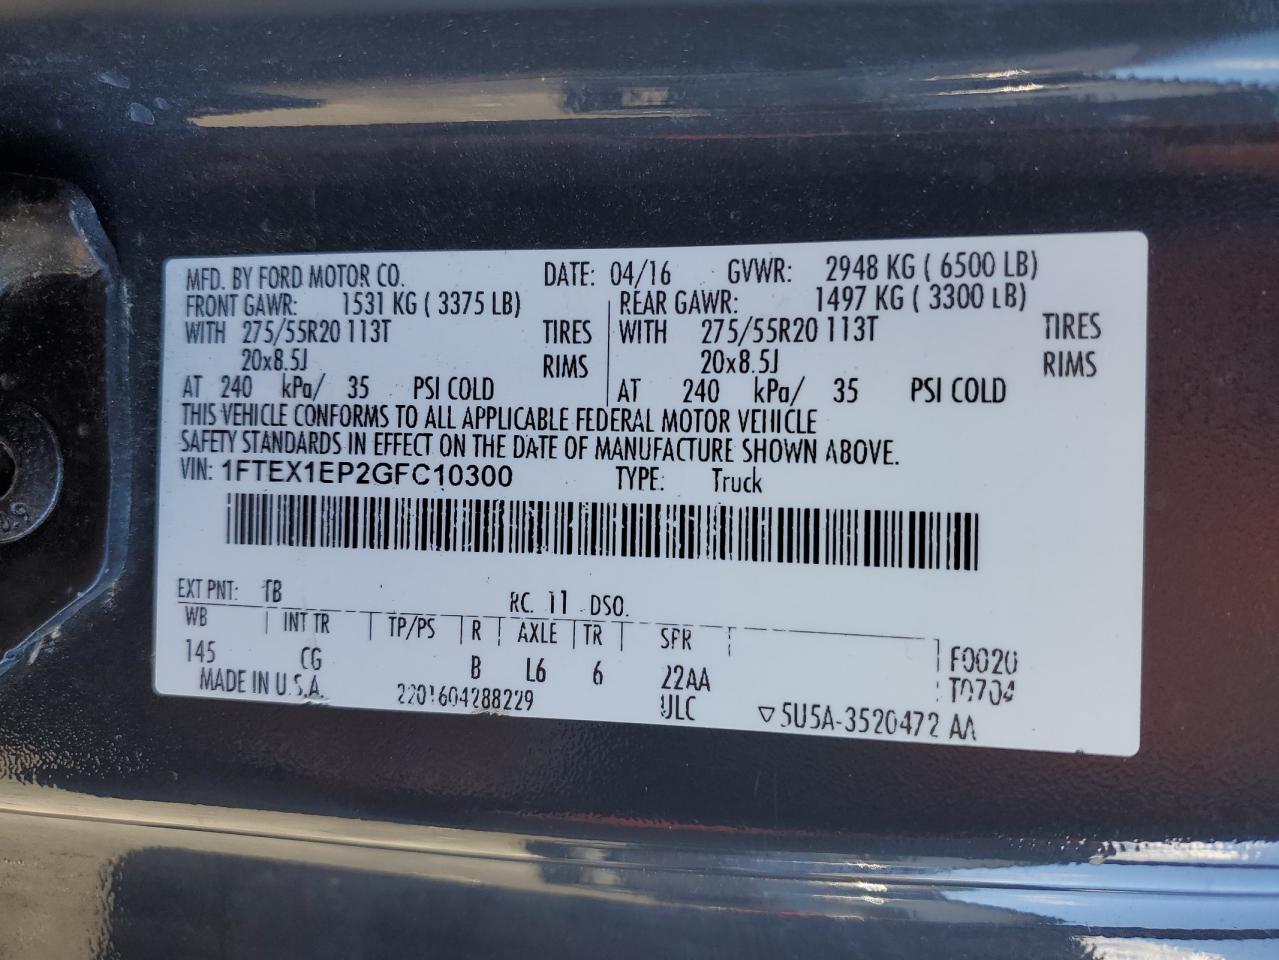 MFD. BY FORD MOTOR CO. DATE: 04/16 GVWR: 2948 KG ( 6500 LB)
FRONT GAWR: 1531 KG ( 3375 LB) REAR GAWR: 1497 KG ( 3300 LB)
WITH 275/55R20 113T TIRES WITH 275/55R20 113T TIRES
20x8.5J RIMS 20x8.5J RIMS
AT 240 kPa/ 35 PSI COLD AT 240 kPa/ 35 PSI COLD
THIS VEHICLE CONFORMS TO ALL APPLICABLE FEDERAL MOTOR VEHICLE
SAFETY STANDARDS IN EFFECT ON THE DATE OF MANUFACTURE SHOWN ABOVE.
VIN: 1FTEX1EP2GFC10300 TYPE: Truck
EXT PNT: TB RC: 11 DSO:
WB INT TR TP/PS R AXLE TR SPR
145 CG B L6 6 22AA F0020
MADE IN U.S.A. 2201604288229 ULC T0704
▽5U5A-3520472 AA